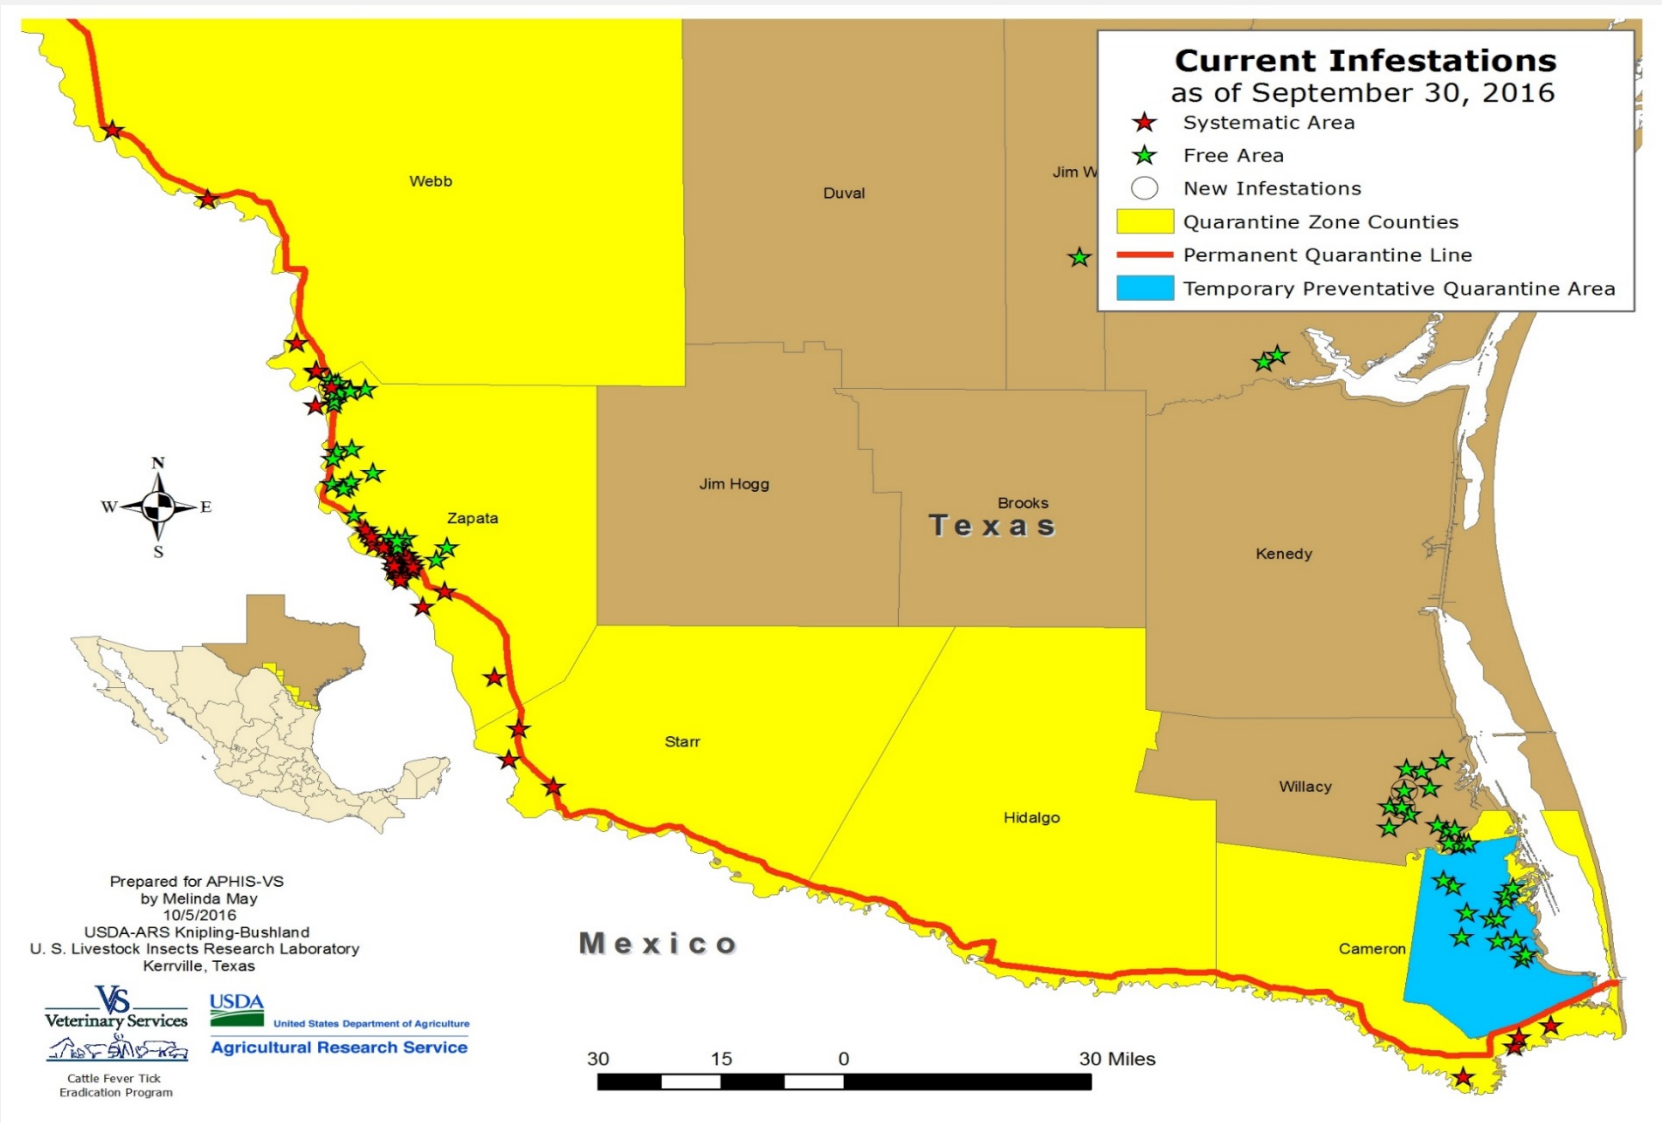 Current Infestations
as of September 30, 2016
Systematic Area
Free Area
New Infestations
Quarantine Zone Counties
Permanent Quarantine Line
Temporary Preventative Quarantine Area
Webb
Duval
Jim W
Jim Hogg
Brooks
Texas
Kenedy
Zapata
N
W
E
S
Starr
Hidalgo
Willacy
Cameron
Mexico
Prepared for APHIS-VS
by Melinda May
10/5/2016
USDA-ARS Knipling-Bushland
U. S. Livestock Insects Research Laboratory
Kerrville, Texas
VS
Veterinary Services
Cattle Fever Tick
Eradication Program
USDA
United States Department of Agriculture
Agricultural Research Service
30 15 0 30 Miles